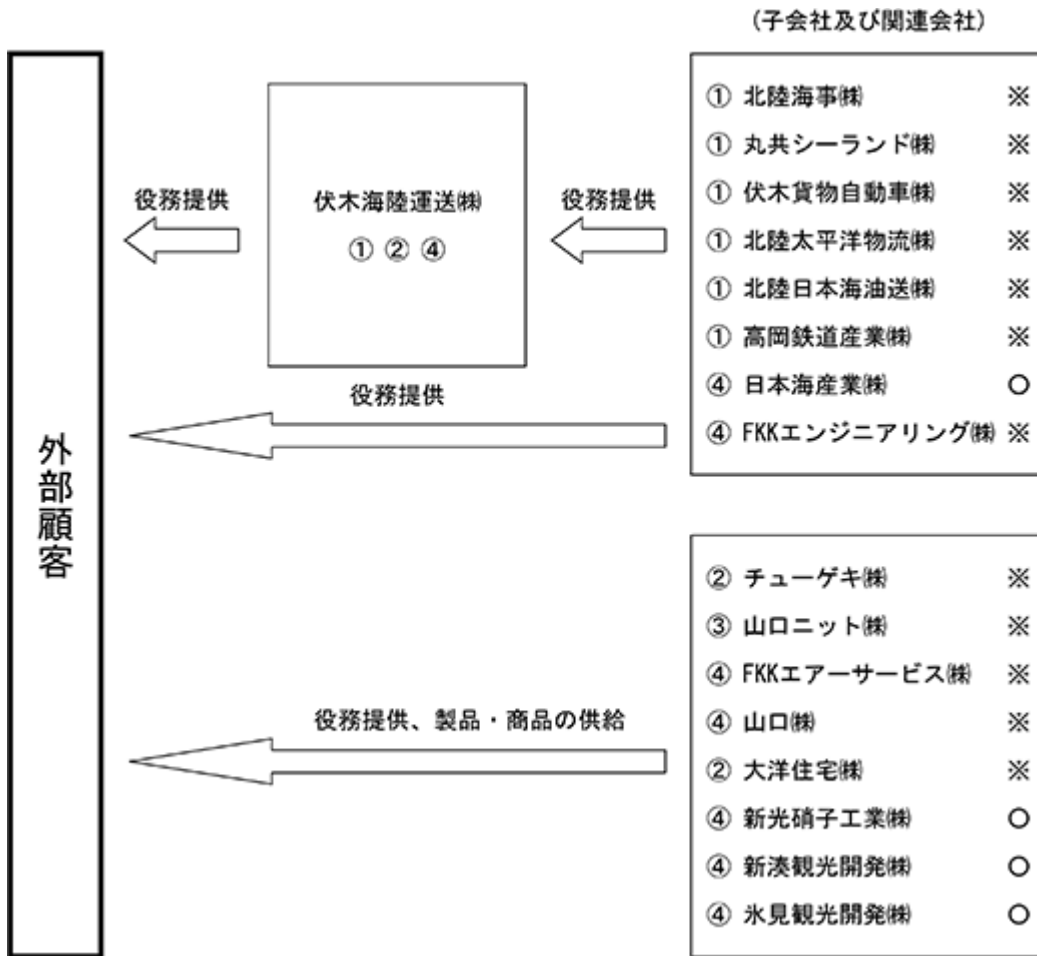 (子会社及び関連会社)
① 北陸海事㈱ ※
① 丸共シーランド㈱ ※
① 伏木貨物自動車㈱ ※
① 北陸太平洋物流㈱ ※
① 北陸日本海油送㈱ ※
① 高岡鉄道産業㈱ ※
④ 日本海産業㈱ ○
④ FKKエンジニアリング㈱ ※
役務提供
伏木海陸運送㈱
① ② ④
役務提供
役務提供
外部顧客
② チューゲキ㈱ ※
③ 山口ニット㈱ ※
④ FKKエアーサービス㈱ ※
④ 山口㈱ ※
② 大洋住宅㈱ ※
④ 新光硝子工業㈱ ○
④ 新湊観光開発㈱ ○
④ 氷見観光開発㈱ ○
役務提供、製品・商品の供給